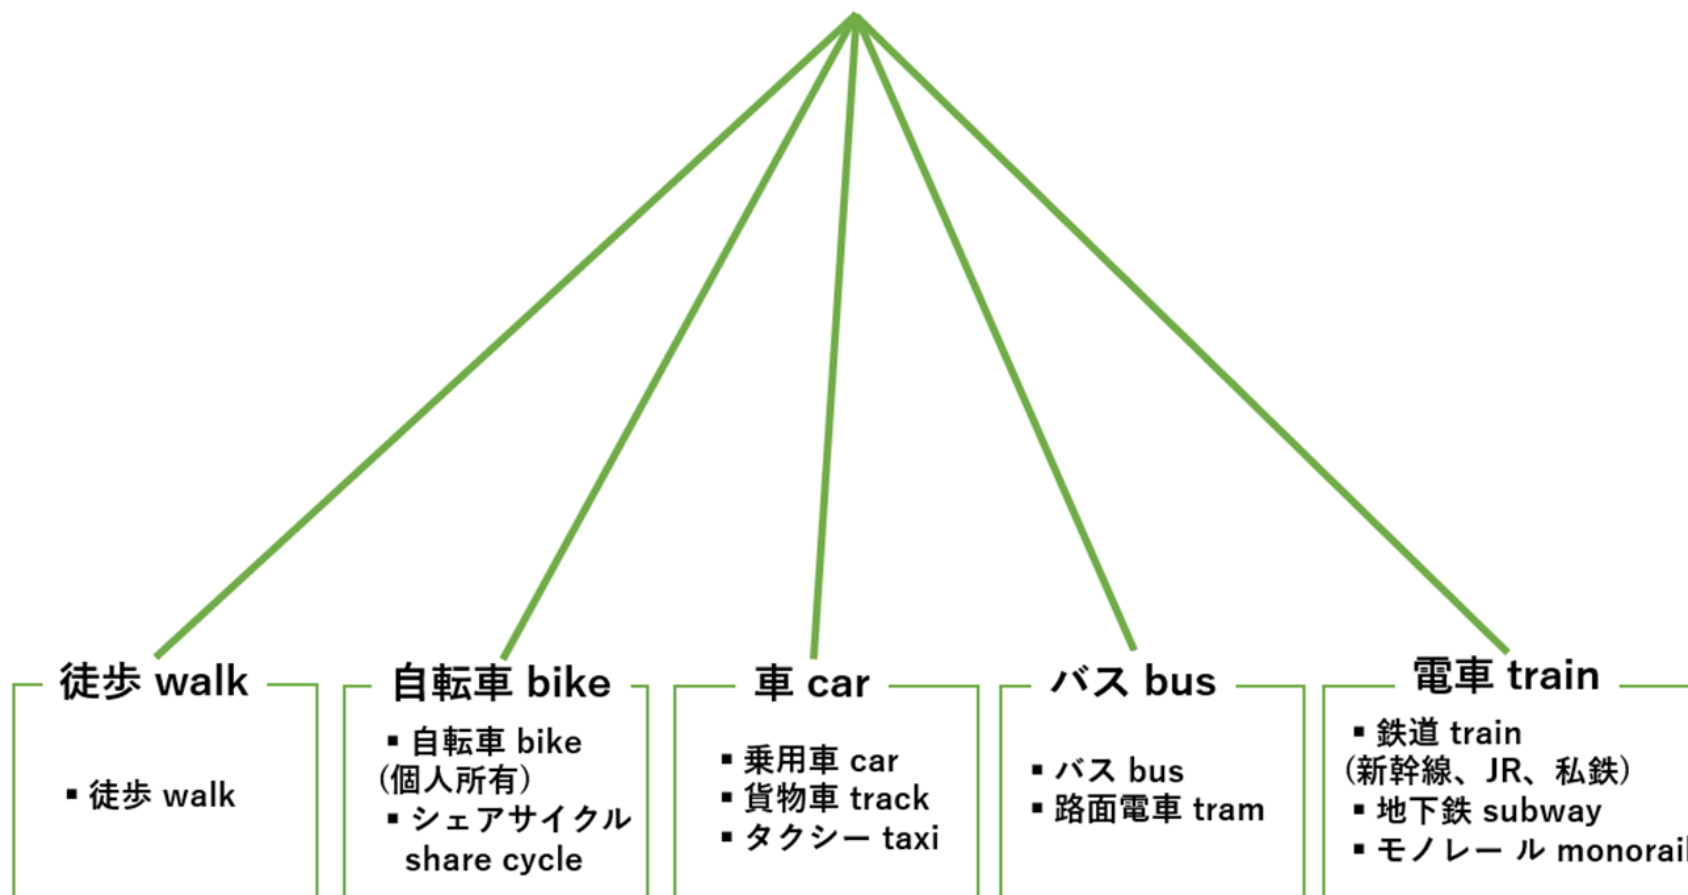 徒歩 walk
▪ 徒歩 walk
自転車 bike
▪ 自転車 bike
(個人所有)
▪ シェアサイクル
share cycle
車 car
▪ 乗用車 car
▪ 貨物車 track
▪ タクシー taxi
バス bus
▪ バス bus
▪ 路面電車 tram
電車 train
▪ 鉄道 train
(新幹線、JR、私鉄)
▪ 地下鉄 subway
▪ モノレー ル monorail